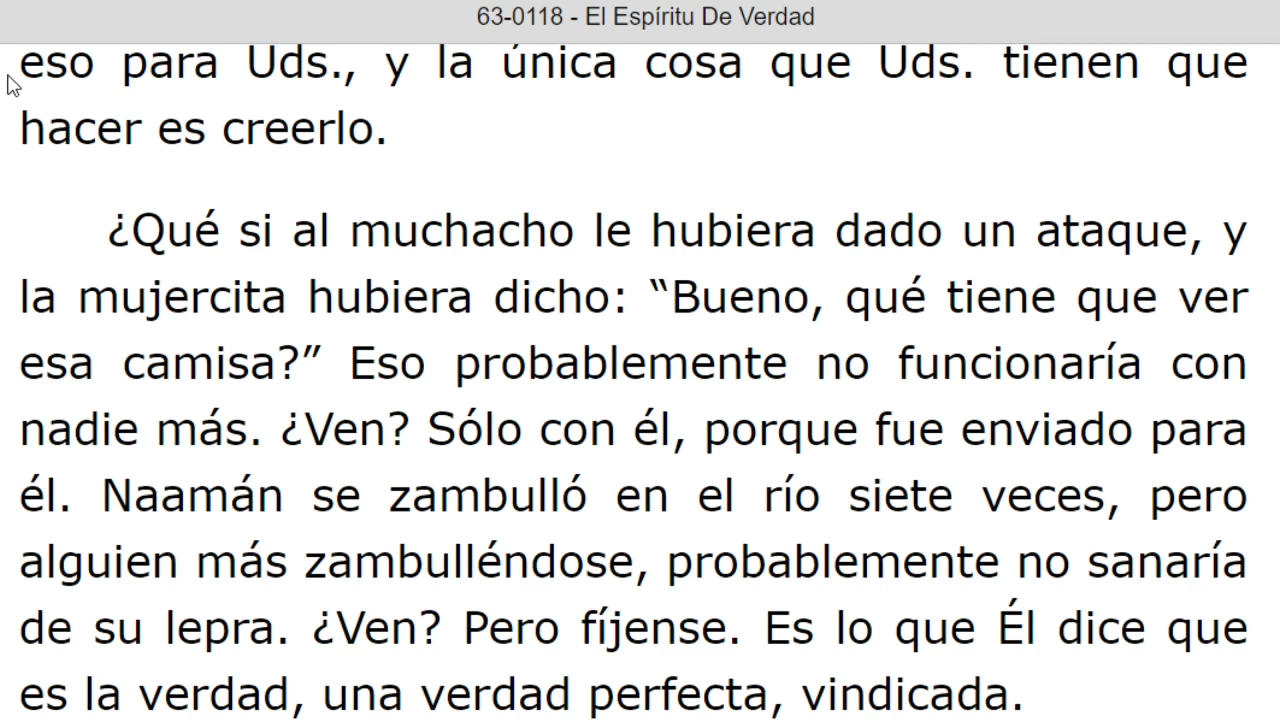 63-0118 - El Espíritu De Verdad
eso para Uds., y la única cosa que Uds. tienen que
hacer es creerlo.
¿Qué si al muchacho le hubiera dado un ataque, y
la mujercita hubiera dicho: “Bueno, qué tiene que ver
esa camisa?” Eso probablemente no funcionaría con
nadie más. ¿Ven? Sólo con él, porque fue enviado para
él. Naamán se zambulló en el río siete veces, pero
alguien más zambulléndose, probablemente no sanaría
de su lepra. ¿Ven? Pero fíjense. Es lo que Él dice que
es la verdad, una verdad perfecta, vindicada.